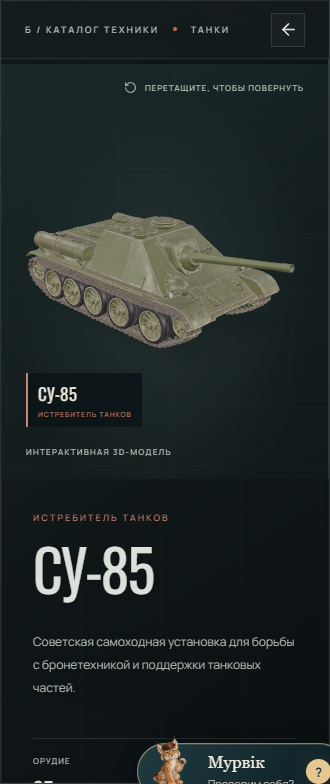 Б / КАТАЛОГ ТЕХНИКИ • ТАНКИ
ПЕРЕТАЩИТЕ, ЧТОБЫ ПОВЕРНУТЬ
СУ-85
ИСТРЕБИТЕЛЬ ТАНКОВ
ИНТЕРАКТИВНАЯ 3D-МОДЕЛЬ
ИСТРЕБИТЕЛЬ ТАНКОВ
СУ-85
Советская самоходная установка для борьбы
с бронетехникой и поддержки танковых
частей.
ОРУДИЕ
Мурвік
?